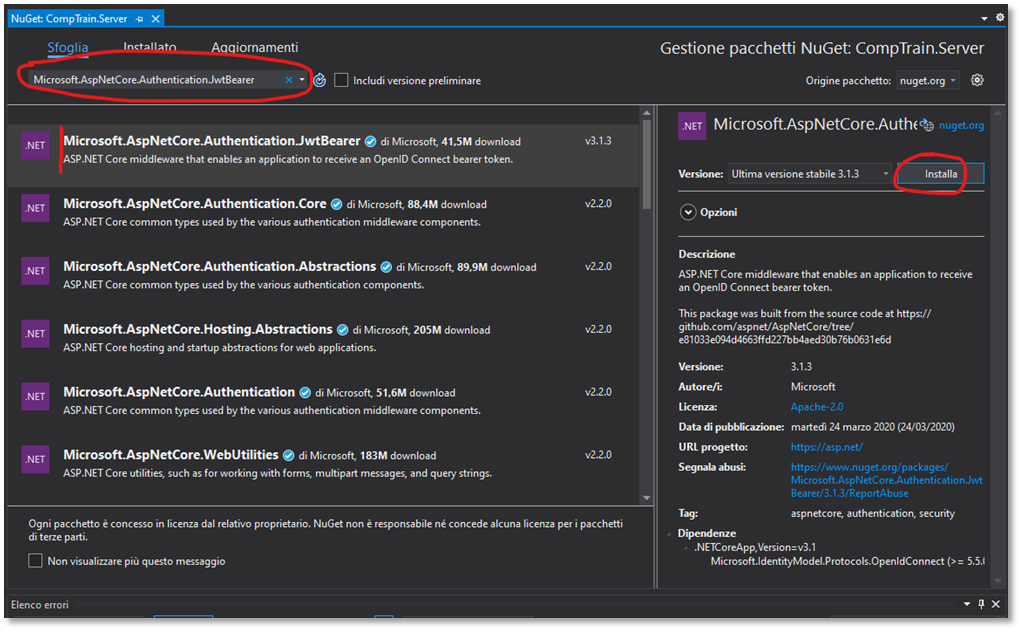 NuGet: CompTrain.Server
Sfoglia Installato Aggiornamenti
Gestione pacchetti NuGet: CompTrain.Server
Microsoft.AspNetCore.Authentication.JwtBearer
Includi versione preliminare
Origine pacchetto: nuget.org
.NET
Microsoft.AspNetCore.Authentication.JwtBearer di Microsoft, 41,5M download
v3.1.3
ASP.NET Core middleware that enables an application to receive an OpenID Connect bearer token.
.NET
Microsoft.AspNetCore.Authentication.Core di Microsoft, 88,4M download
v2.2.0
ASP.NET Core common types used by the various authentication middleware components.
.NET
Microsoft.AspNetCore.Authentication.Abstractions di Microsoft, 89,9M download
v2.2.0
ASP.NET Core common types used by the various authentication components.
.NET
Microsoft.AspNetCore.Hosting.Abstractions di Microsoft, 205M download
v2.2.0
ASP.NET Core hosting and startup abstractions for web applications.
.NET
Microsoft.AspNetCore.Authentication di Microsoft, 51,6M download
v2.2.0
ASP.NET Core common types used by the various authentication middleware components.
.NET
Microsoft.AspNetCore.WebUtilities di Microsoft, 183M download
v2.2.0
ASP.NET Core utilities, such as for working with forms, multipart messages, and query strings.
Ogni pacchetto è concesso in licenza dal relativo proprietario. NuGet non è responsabile né concede alcuna licenza per i pacchetti
di terze parti.
Non visualizzare più questo messaggio
.NET
Microsoft.AspNetCore.Authe
nuget.org
Versione: Ultima versione stabile 3.1.3
Installa
Opzioni
Descrizione
ASP.NET Core middleware that enables an application to receive
an OpenID Connect bearer token.
This package was built from the source code at https://
github.com/aspnet/AspNetCore/tree/
e81033e094d4663ffd227bb4aed30b76b0631e6d
Versione: 3.1.3
Autore/i: Microsoft
Licenza: Apache-2.0
Data di pubblicazione: martedì 24 marzo 2020 (24/03/2020)
URL progetto: https://asp.net/
Segnala abusi: https://www.nuget.org/packages/
Microsoft.AspNetCore.Authentication.Jwt
Bearer/3.1.3/ReportAbuse
Tag: aspnetcore, authentication, security
Dipendenze
.NETCoreApp,Version=v3.1
Microsoft.IdentityModel.Protocols.OpenIdConnect (>= 5.5.0
Elenco errori